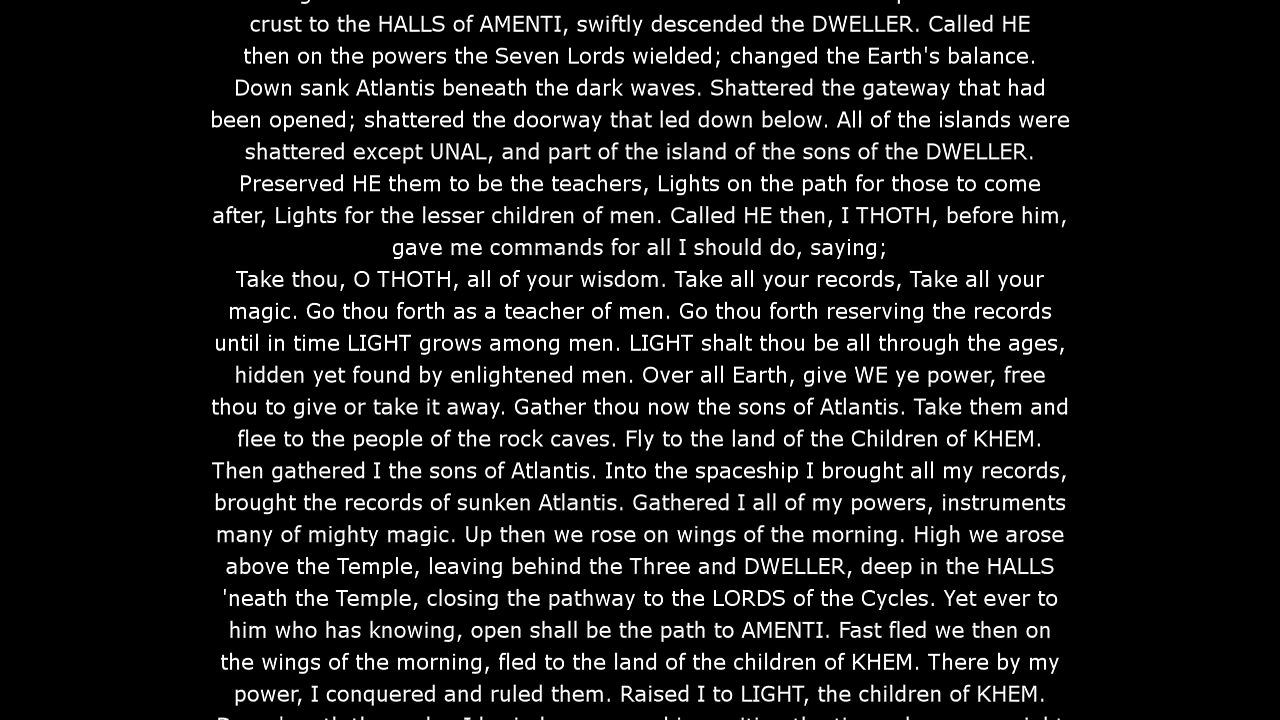 crust to the HALLS of AMENTI, swiftly descended the DWELLER. Called HE
then on the powers the Seven Lords wielded; changed the Earth's balance.
Down sank Atlantis beneath the dark waves. Shattered the gateway that had
been opened; shattered the doorway that led down below. All of the islands were
shattered except UNAL, and part of the island of the sons of the DWELLER.
Preserved HE them to be the teachers, Lights on the path for those to come
after, Lights for the lesser children of men. Called HE then, I THOTH, before him,
gave me commands for all I should do, saying;
Take thou, O THOTH, all of your wisdom. Take all your records, Take all your
magic. Go thou forth as a teacher of men. Go thou forth reserving the records
until in time LIGHT grows among men. LIGHT shalt thou be all through the ages,
hidden yet found by enlightened men. Over all Earth, give WE ye power, free
thou to give or take it away. Gather thou now the sons of Atlantis. Take them and
flee to the people of the rock caves. Fly to the land of the Children of KHEM.
Then gathered I the sons of Atlantis. Into the spaceship I brought all my records,
brought the records of sunken Atlantis. Gathered I all of my powers, instruments
many of mighty magic. Up then we rose on wings of the morning. High we arose
above the Temple, leaving behind the Three and DWELLER, deep in the HALLS
'neath the Temple, closing the pathway to the LORDS of the Cycles. Yet ever to
him who has knowing, open shall be the path to AMENTI. Fast fled we then on
the wings of the morning, fled to the land of the children of KHEM. There by my
power, I conquered and ruled them. Raised I to LIGHT, the children of KHEM.